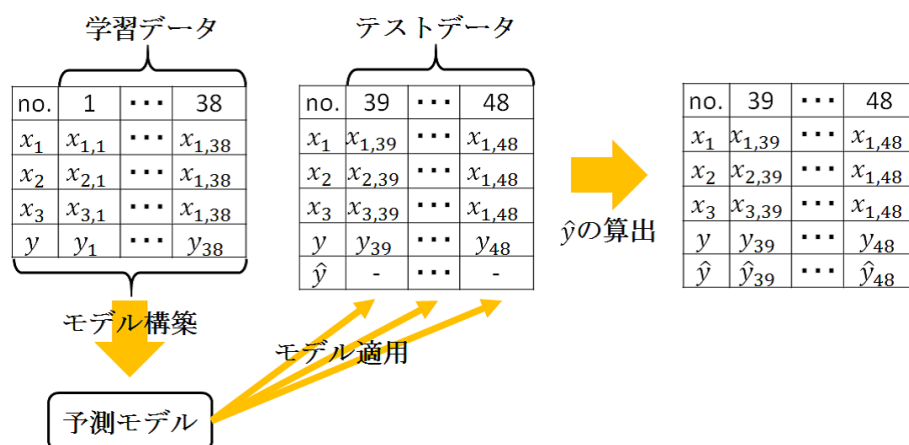 学習データ
no. 1 ··· 38
x₁ x₁,₁ ··· x₁,₃₈
x₂ x₂,₁ ··· x₁,₃₈
x₃ x₃,₁ ··· x₁,₃₈
y y₁ ··· y₃₈
モデル構築
予測モデル
テストデータ
no. 39 ··· 48
x₁ x₁,₃₉ ··· x₁,₄₈
x₂ x₂,₃₉ ··· x₁,₄₈
x₃ x₃,₃₉ ··· x₁,₄₈
y y₃₉ ··· y₄₈
ŷ - ··· -
モデル適用
ŷの算出
no. 39 ··· 48
x₁ x₁,₃₉ ··· x₁,₄₈
x₂ x₂,₃₉ ··· x₁,₄₈
x₃ x₃,₃₉ ··· x₁,₄₈
y y₃₉ ··· y₄₈
ŷ ŷ₃₉ ··· ŷ₄₈